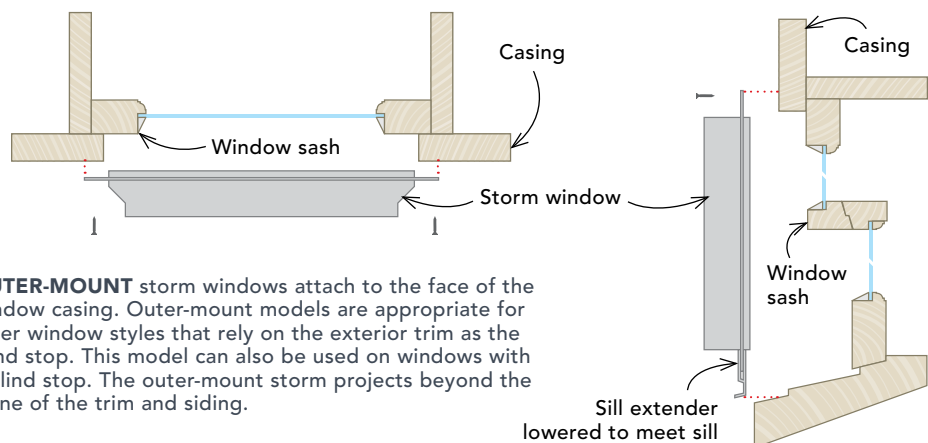 Casing
Casing
Window sash
Storm window
Window
sash
UTER-MOUNT storm windows attach to the face of the
ndow casing. Outer-mount models are appropriate for
er window styles that rely on the exterior trim as the
nd stop. This model can also be used on windows with
lind stop. The outer-mount storm projects beyond the
ne of the trim and siding.
Sill extender
lowered to meet sill